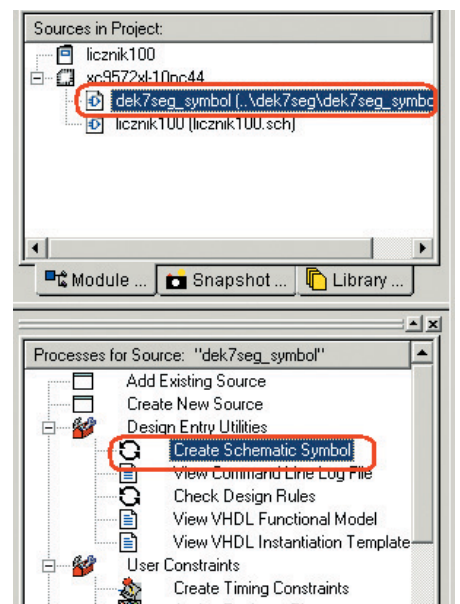 Sources in Project:
licznik100
xc9572xl-10pc44
dek7seg_symbol (..\dek7seg\dek7seg_symbo
licznik100 (licznik100.sch)
Module ... Snapshot ... Library ...
Processes for Source: "dek7seg_symbol"
Add Existing Source
Create New Source
Design Entry Utilities
Create Schematic Symbol
View Command Line Log File
Check Design Rules
View VHDL Functional Model
View VHDL Instantiation Template
User Constraints
Create Timing Constraints